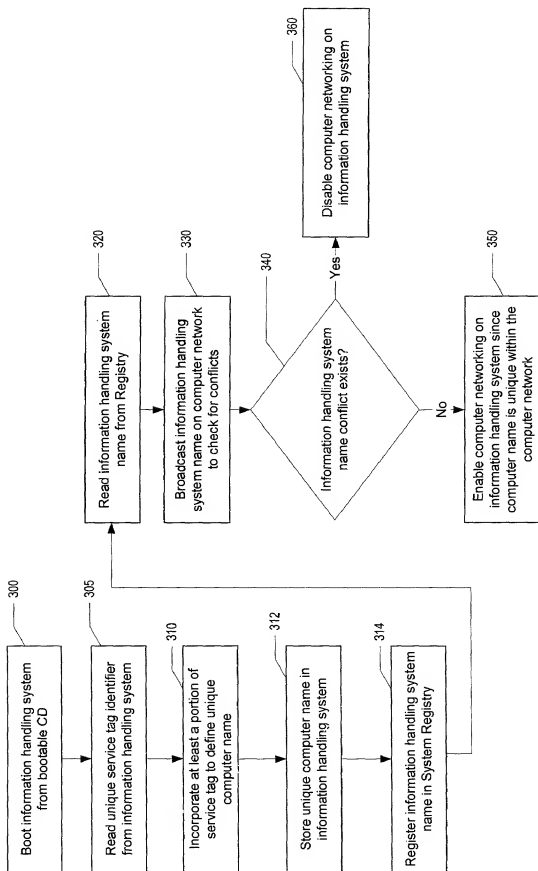 300
Boot information handling system
from bootable CD
305
Read unique service tag identifier
from information handling system
310
Incorporate at least a portion of
service tag to define unique
computer name
312
Store unique computer name in
information handling system
314
Register information handling system
name in System Registry
320
Read information handling system
name from Registry
330
Broadcast information handling
system name on computer network
to check for conflicts
340
Information handling system
name conflict exists?
Yes
No
360
Disable computer networking on
information handling system
350
Enable computer networking on
information handling system since
computer name is unique within the
computer network